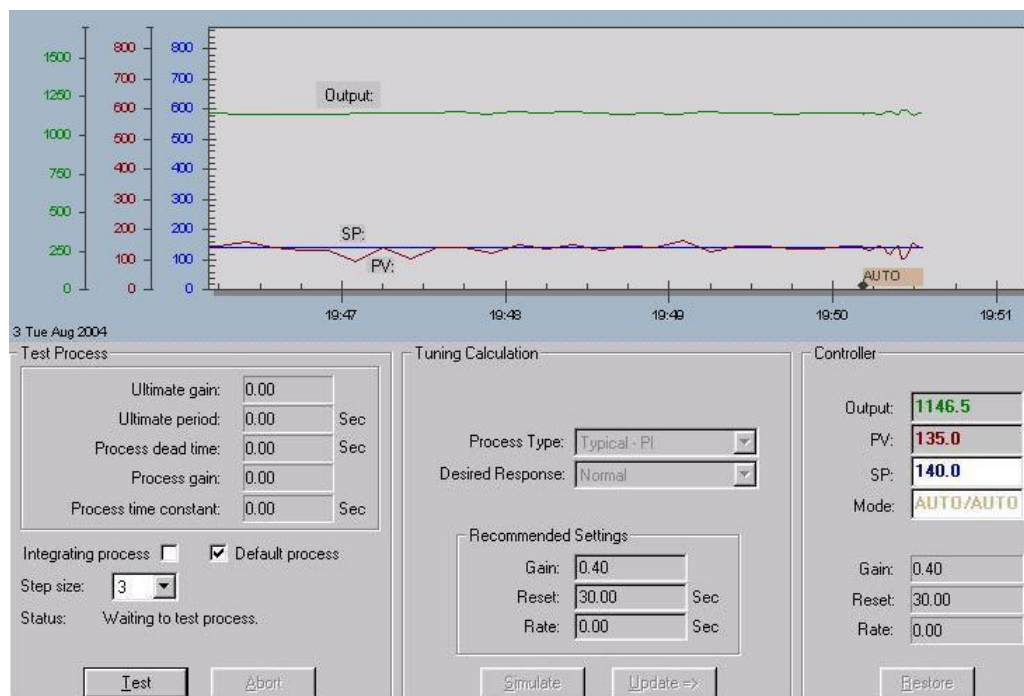 1500 800 800
700 700
1250 600 600
1000 500 500
750 400 400
300 300
500 200 200
250 100 100
0 0 0
Output:
SP:
PV:
AUTO
19:47 19:48 19:49 19:50 19:51
3 Tue Aug 2004
Test Process
Ultimate gain: 0.00
Ultimate period: 0.00 Sec
Process dead time: 0.00 Sec
Process gain: 0.00
Process time constant: 0.00 Sec
Integrating process Default process
Step size: 3
Status: Waiting to test process.
Test Abort
Tuning Calculation
Process Type: Typical - PI
Desired Response: Normal
Recommended Settings
Gain: 0.40
Reset: 30.00 Sec
Rate: 0.00 Sec
Simulate Update =>
Controller
Output: 1146.5
PV: 135.0
SP: 140.0
Mode: AUTO/AUTO
Gain: 0.40
Reset: 30.00
Rate: 0.00
Restore